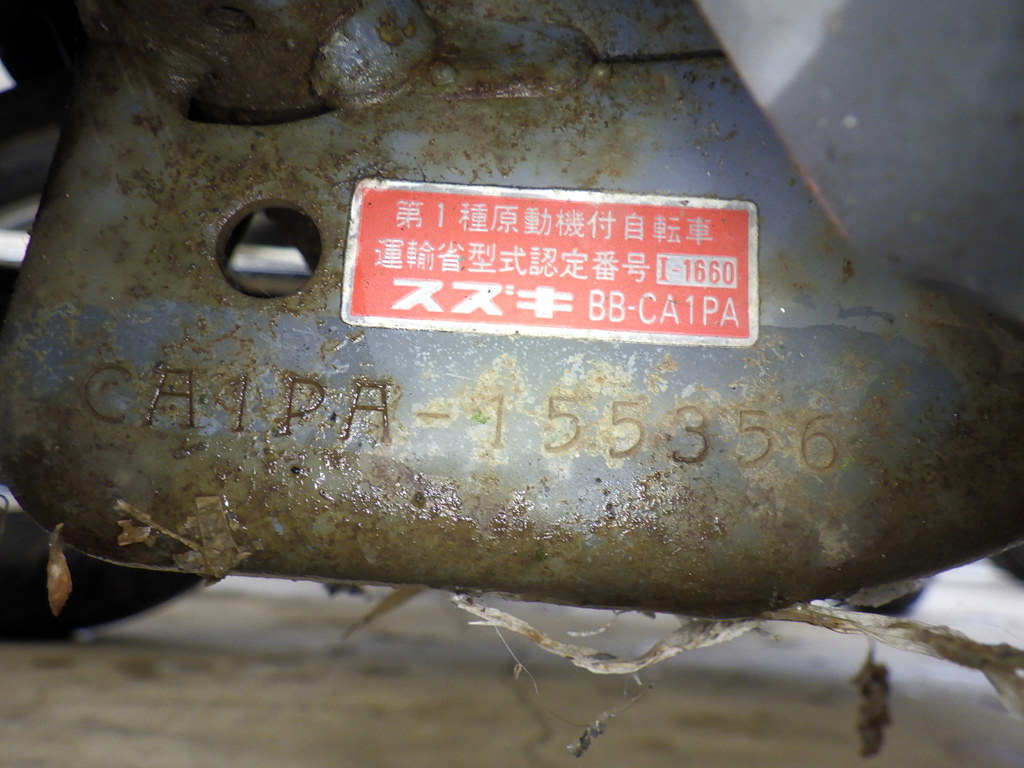 第1種原動機付自転車
運輸省型式認定番号 I-1660
スズキ BB-CA1PA
CA1PA-155356